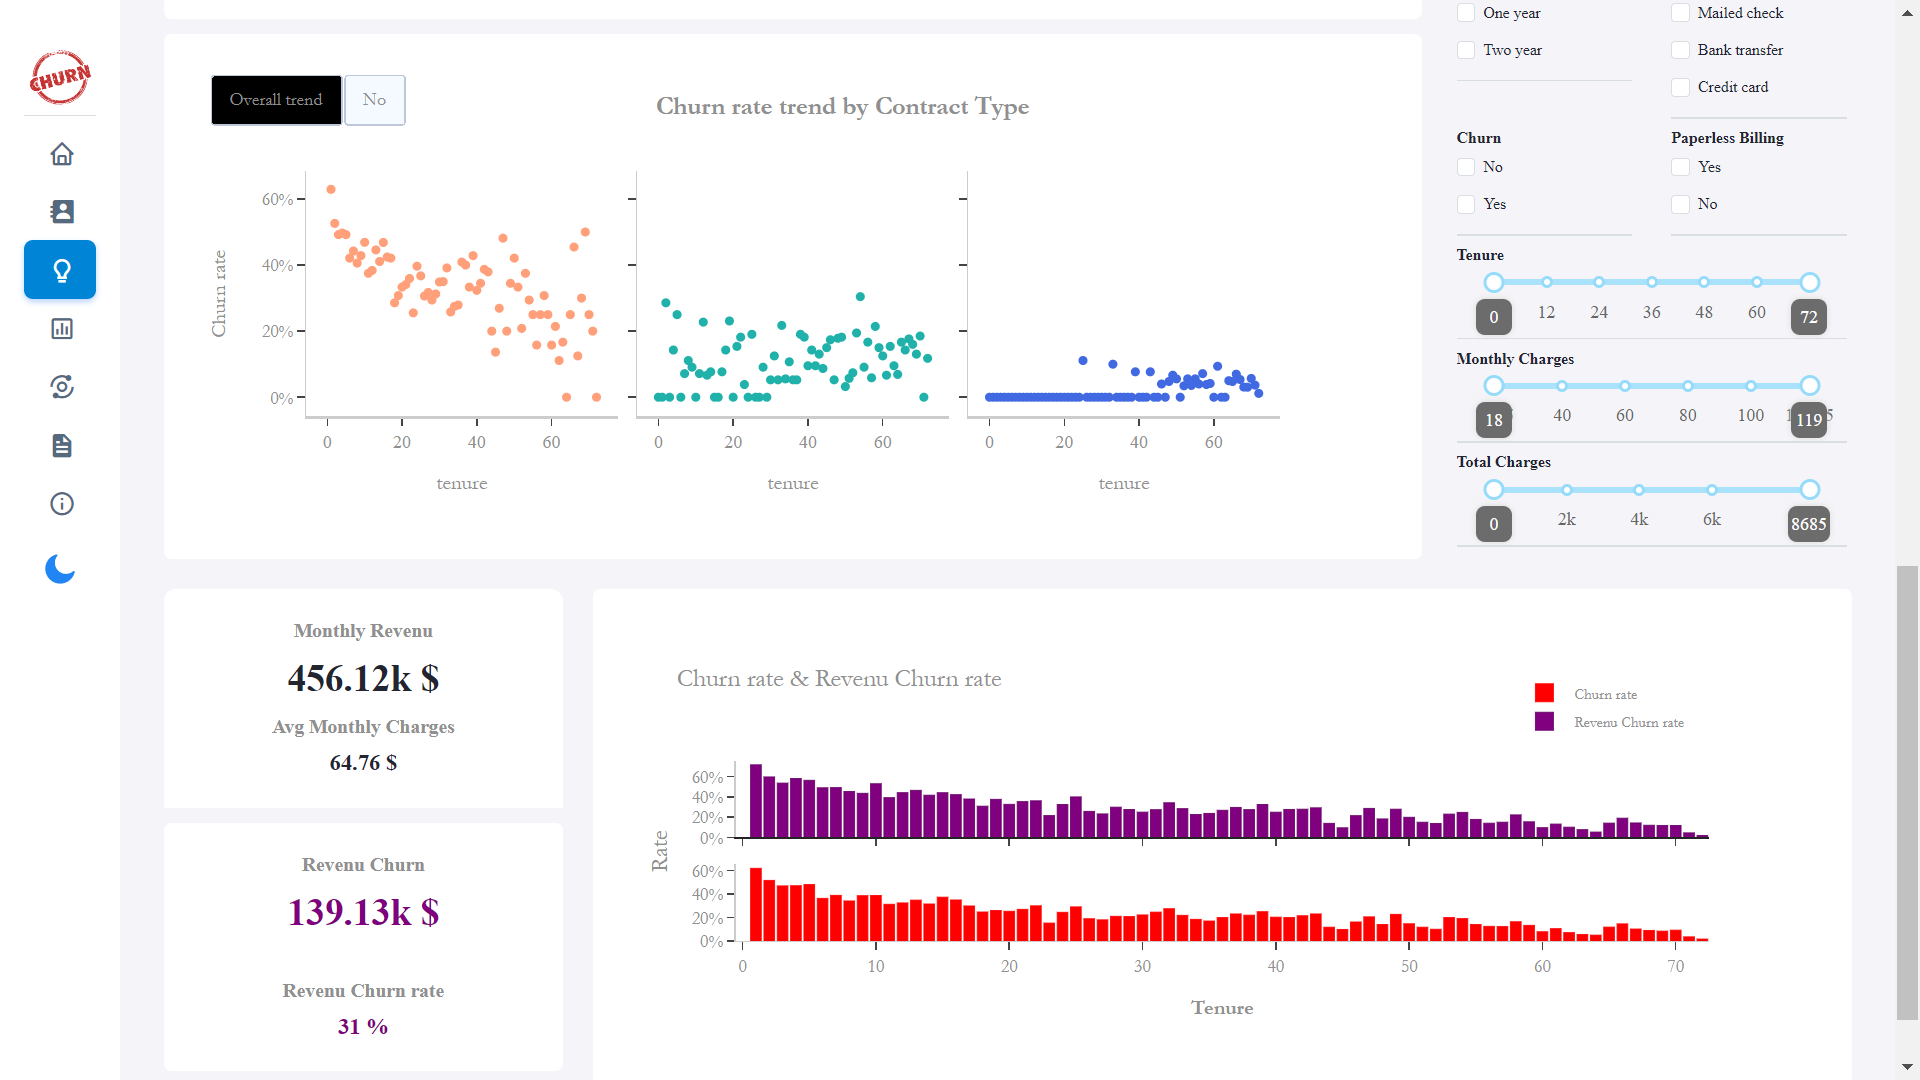 CHURN
One year
Mailed check
Two year
Bank transfer
Credit card
Overall trend
No
Churn rate trend by Contract Type
Churn rate
60%
40%
20%
0%
0 20 40 60
0 20 40 60
0 20 40 60
tenure
tenure
tenure
Churn
No
Yes
Paperless Billing
Yes
No
Tenure
0 12 24 36 48 60 72
Monthly Charges
18 40 60 80 100 119
Total Charges
0 2k 4k 6k 8685
Monthly Revenu
456.12k $
Avg Monthly Charges
64.76 $
Revenu Churn
139.13k $
Revenu Churn rate
31 %
Churn rate & Revenu Churn rate
Churn rate
Revenu Churn rate
Rate
60%
40%
20%
0%
60%
40%
20%
0%
0 10 20 30 40 50 60 70
Tenure